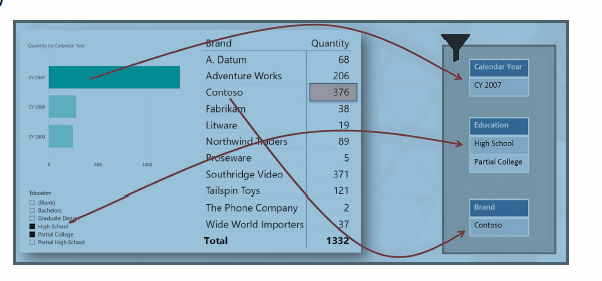 )
Quantity by Calendar Year
CY 2007
CY 2008
CY 2009
0 500 1000
Education
(Blank)
Bachelors
Graduate Degree
High School
Partial College
Partial High School
Brand Quantity
A. Datum 68
Adventure Works 206
Contoso 376
Fabrikam 38
Litware 19
Northwind Traders 89
Proseware 5
Southridge Video 371
Tailspin Toys 121
The Phone Company 2
Wide World Importers 37
Total 1332
Calendar Year
CY 2007
Education
High School
Partial College
Brand
Contoso